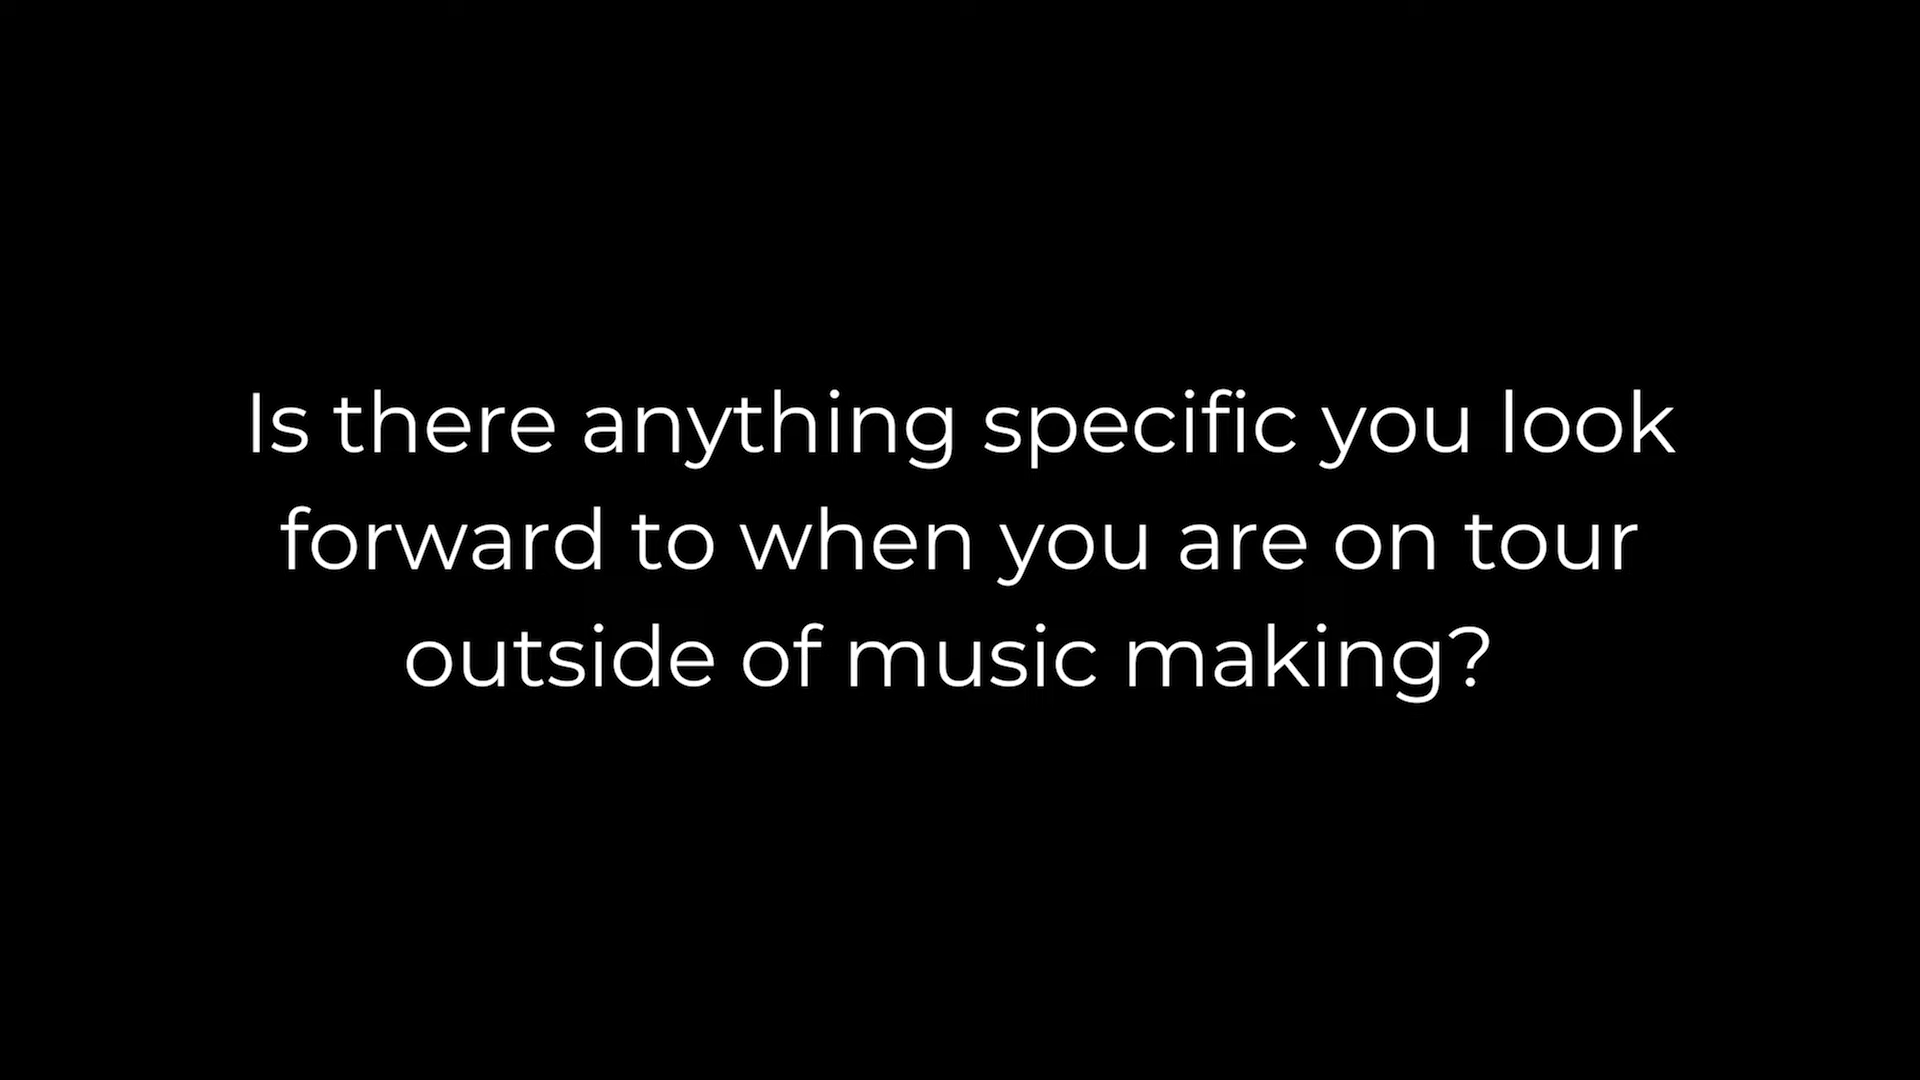 Is there anything specific you look
forward to when you are on tour
outside of music making?